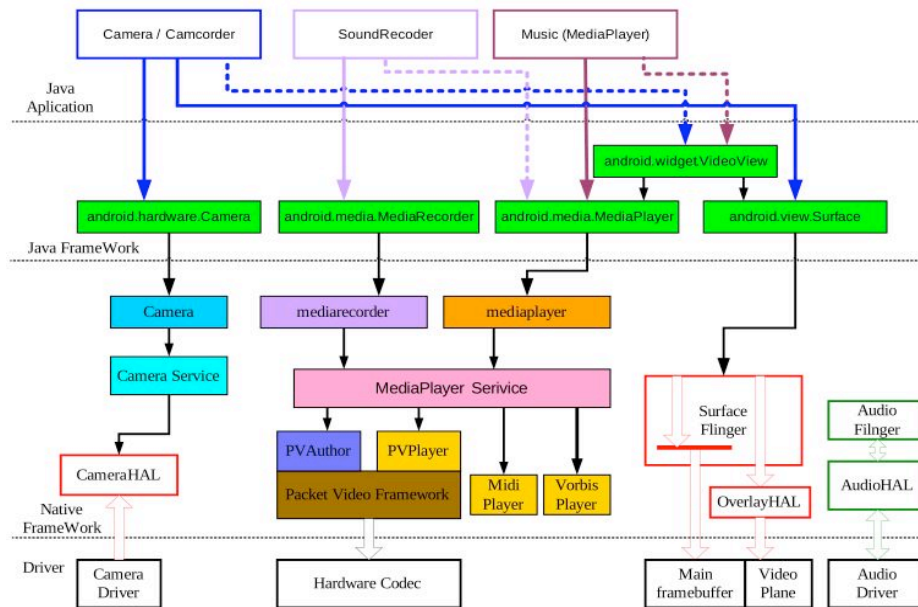 Camera / Camcorder
SoundRecoder
Music (MediaPlayer)
Java
Aplication
android.widget.VideoView
android.hardware.Camera
android.media.MediaRecorder
android.media.MediaPlayer
android.view.Surface
Java FrameWork
Camera
mediarecorder
mediaplayer
Camera Service
MediaPlayer Serivice
Surface
Flinger
Audio
Filnger
PVAuthor
PVPlayer
CameraHAL
Packet Video Framework
Midi
Player
Vorbis
Player
OverlayHAL
AudioHAL
Native
FrameWork
Driver
Camera
Driver
Hardware Codec
Main
framebuffer
Video
Plane
Audio
Driver